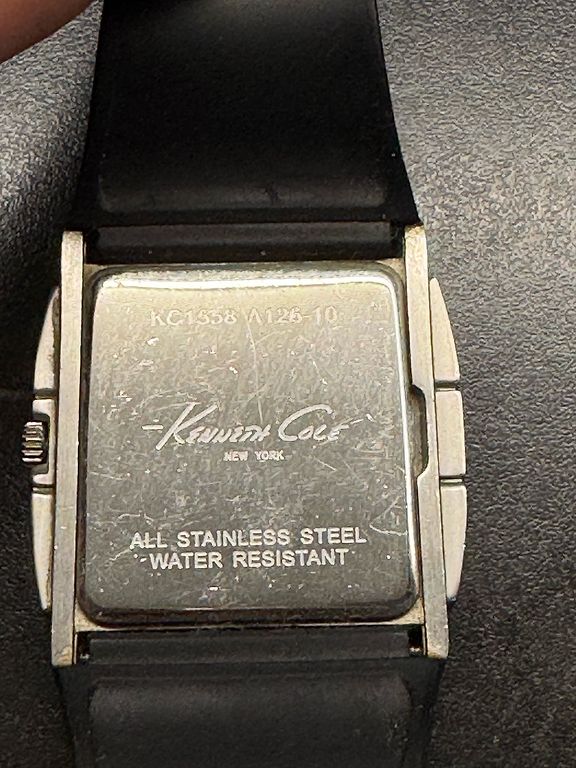 KC1358 A126-10
KENNETH COLE
NEW YORK
ALL STAINLESS STEEL
WATER RESISTANT